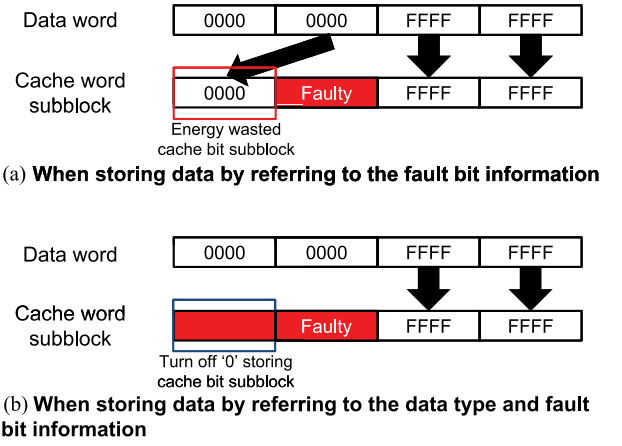 Data word 0000 0000 FFFF FFFF
Cache word
subblock
0000 Faulty FFFF FFFF
Energy wasted
cache bit subblock
(a) When storing data by referring to the fault bit information
Data word 0000 0000 FFFF FFFF
Cache word
subblock
Faulty FFFF FFFF
Turn off ‘0’ storing
cache bit subblock
(b) When storing data by referring to the data type and fault
bit information